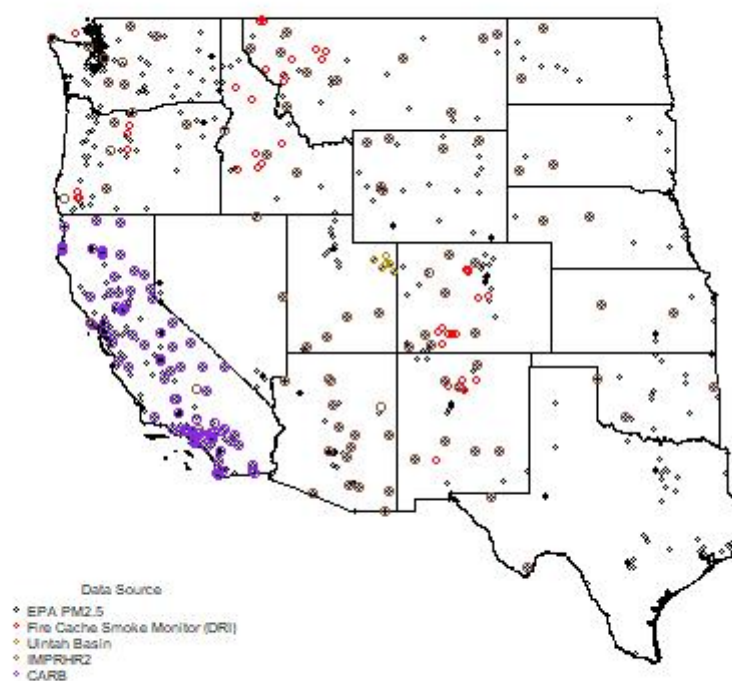 Data Source
EPA PM2.5
Fire Cache Smoke Monitor (DRI)
Uintah Basin
IMPRHR2
CARB